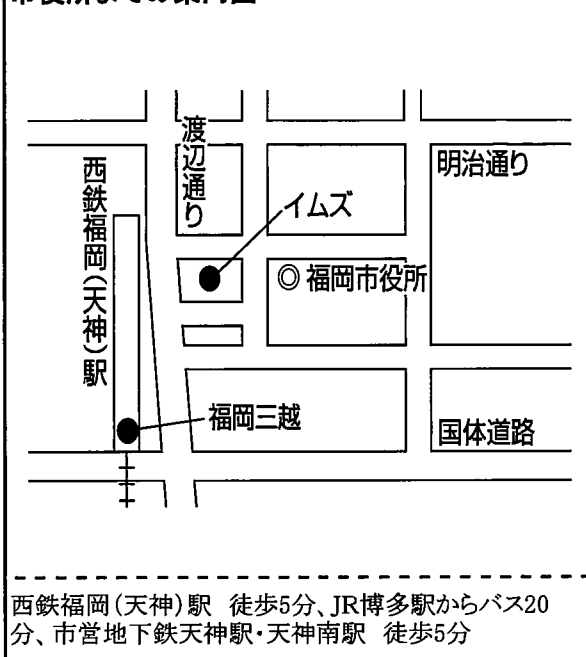 市役所までの案内図
渡辺通り
明治通り
西鉄福岡(天神)駅
イムズ
◎福岡市役所
福岡三越
国体道路
西鉄福岡(天神)駅 徒歩5分、JR博多駅からバス20
分、市営地下鉄天神駅・天神南駅 徒歩5分